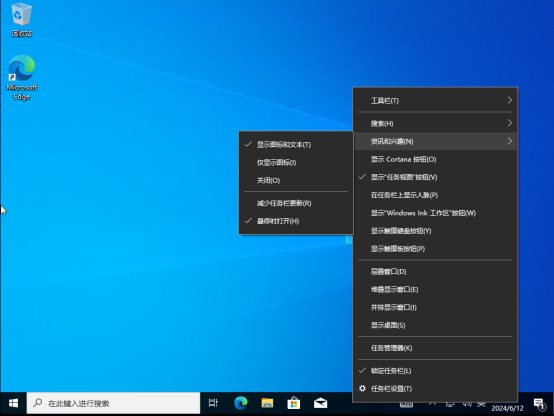 回收站
Microsoft
Edge
工具栏(T)
搜索(H)
资讯和兴趣(N)
显示 Cortana 按钮(O)
显示"任务视图"按钮(V)
在任务栏上显示人脉(P)
显示"Windows Ink 工作区"按钮(W)
显示触摸键盘按钮(Y)
显示触摸板按钮(P)
层叠窗口(D)
堆叠显示窗口(E)
并排显示窗口(I)
显示桌面(S)
任务管理器(K)
锁定任务栏(L)
任务栏设置(T)
显示图标和文本(T)
仅显示图标(I)
关闭(O)
减少任务栏更新(R)
悬停时打开(H)
在此键入进行搜索
英
2024/6/12